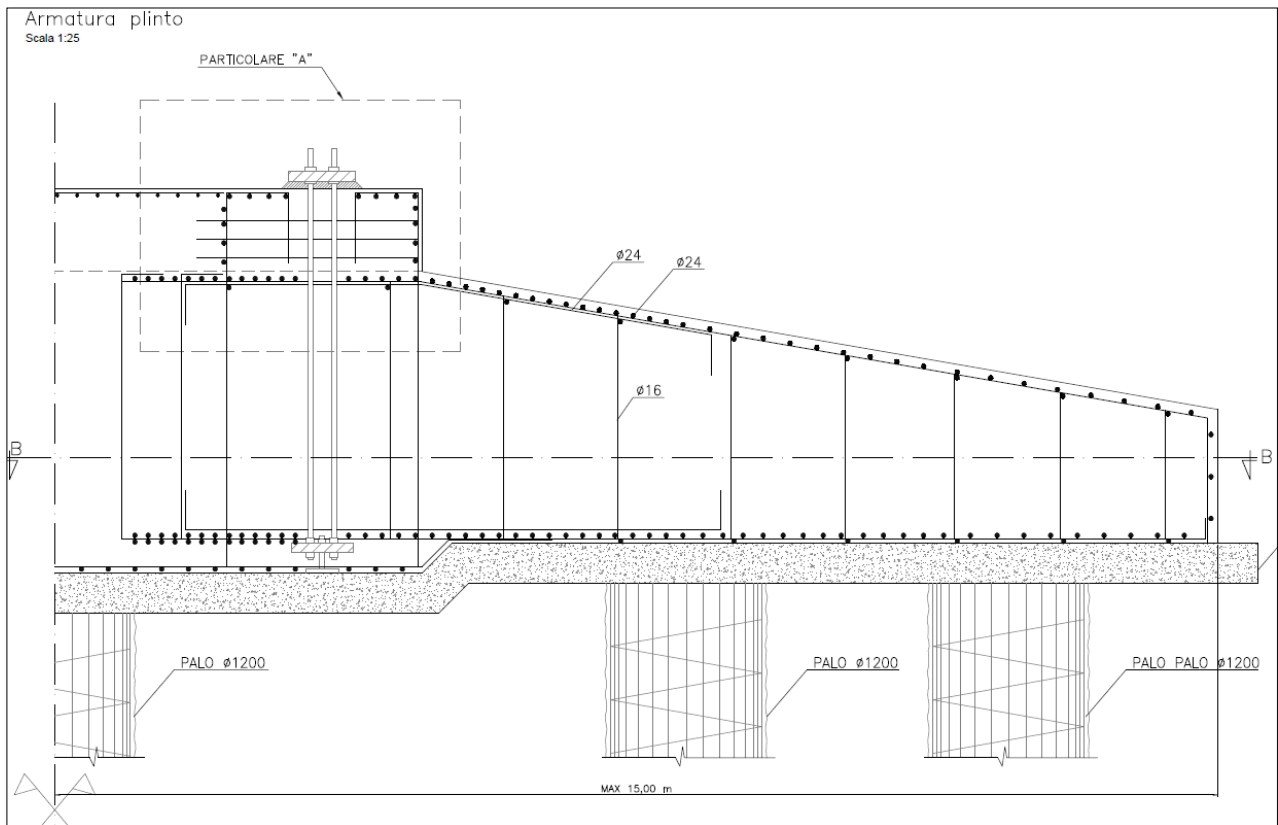 Armatura plinto
Scala 1:25
PARTICOLARE "A"
ø24
ø24
ø16
B
B
PALO ø1200
PALO ø1200
PALO PALO ø1200
MAX 15,00 m